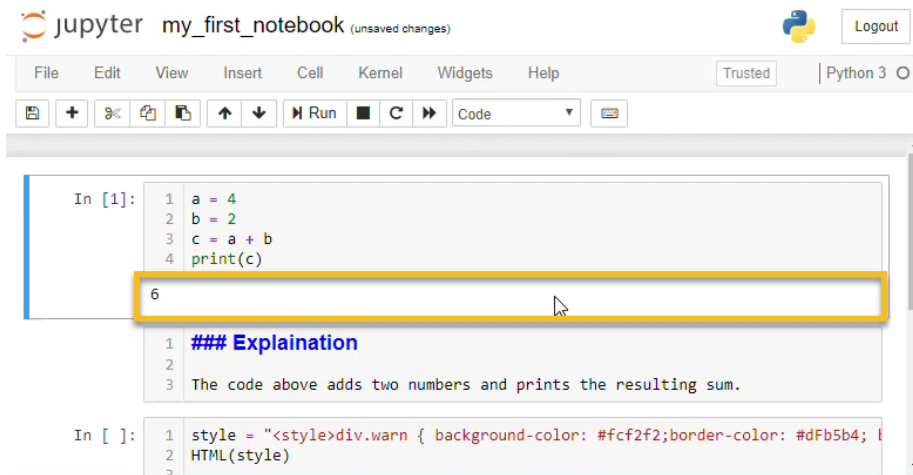 jupyter my_first_notebook (unsaved changes) Logout
File Edit View Insert Cell Kernel Widgets Help Trusted Python 3
Run Code
In [1]: 1 a = 4
2 b = 2
3 c = a + b
4 print(c)
6
1 ### Explaination
2
3 The code above adds two numbers and prints the resulting sum.
In [ ]: 1 style = "<style>div.warn { background-color: #fcf2f2;border-color: #dFb5b4;
2 HTML(style)